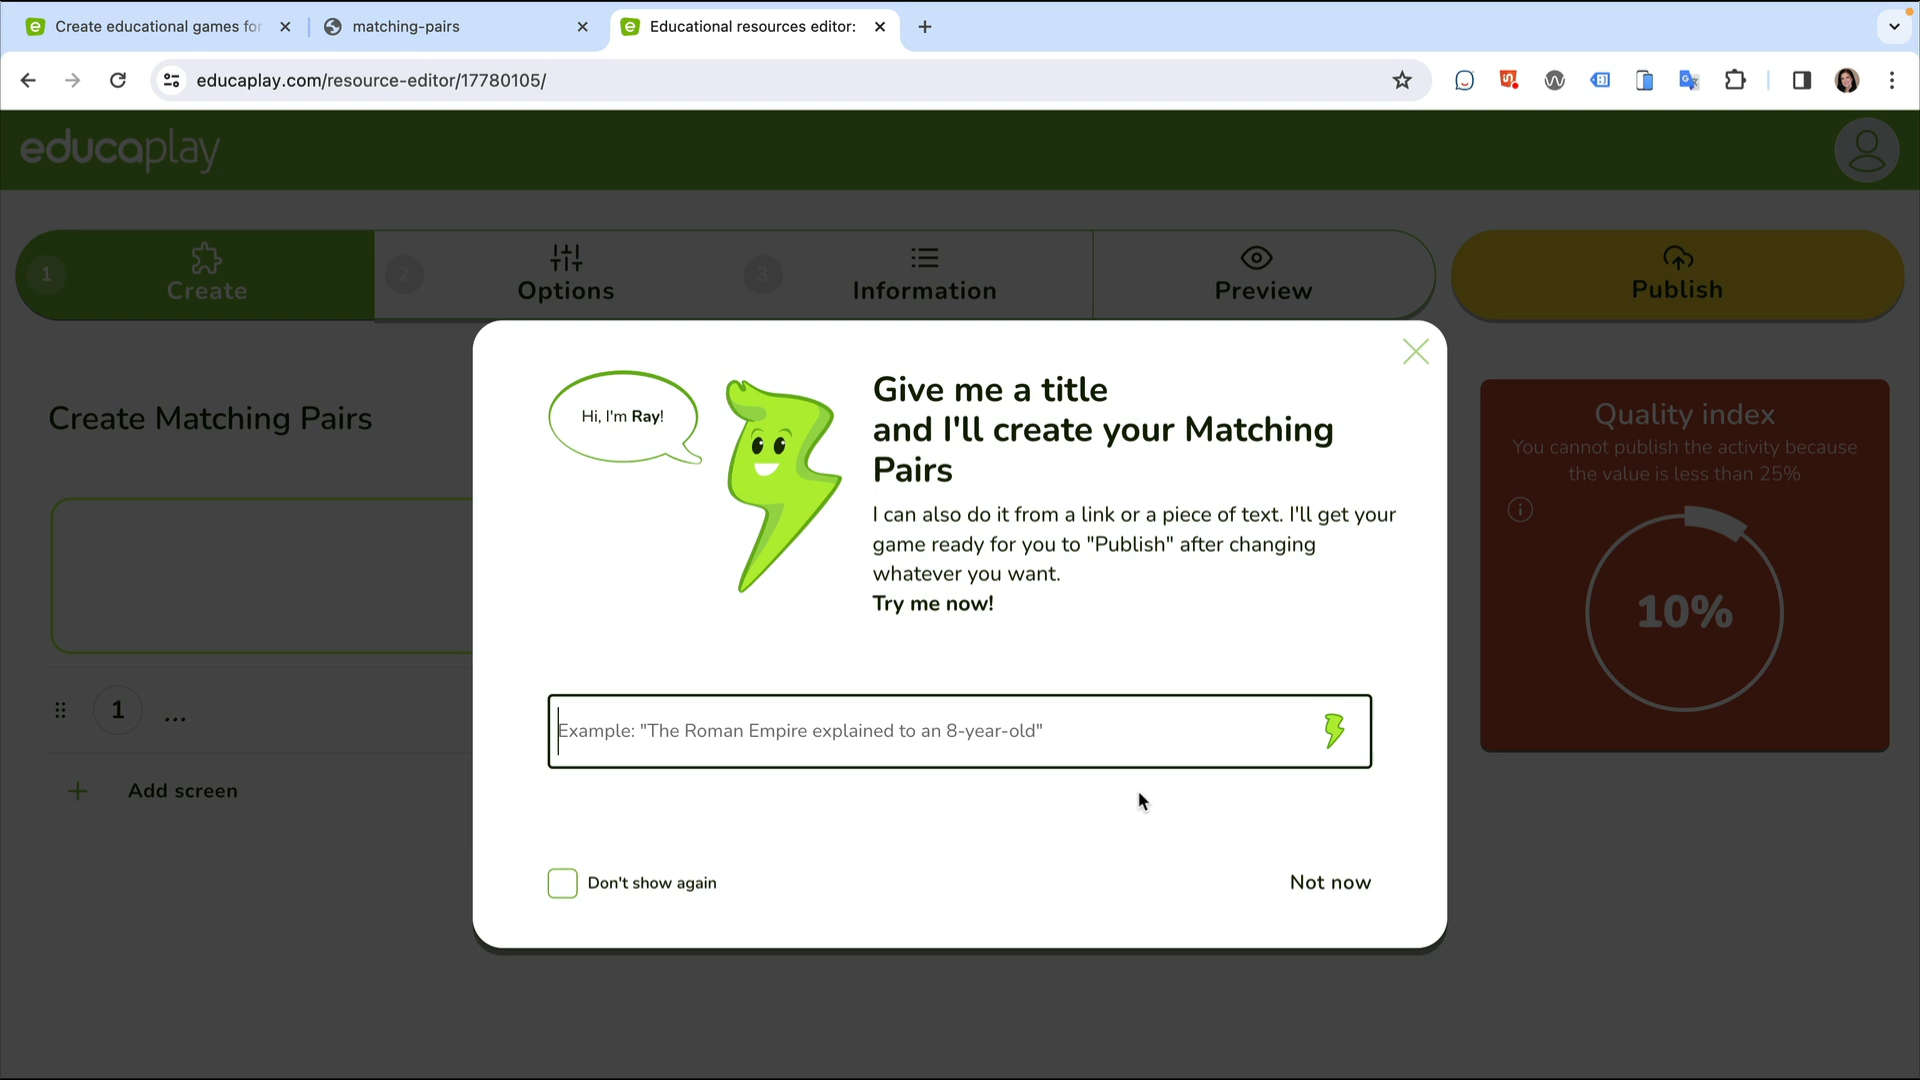 Create educational games for
matching-pairs
Educational resources editor:
educaplay.com/resource-editor/17780105/
educaplay
1
Create
2
Options
3
Information
Preview
Publish
Create Matching Pairs
1
...
Add screen
Hi, I'm Ray!
Give me a title
and I'll create your Matching
Pairs
I can also do it from a link or a piece of text. I'll get your
game ready for you to "Publish" after changing
whatever you want.
Try me now!
Example: "The Roman Empire explained to an 8-year-old"
Don't show again
Not now
Quality index
You cannot publish the activity because
the value is less than 25%
10%